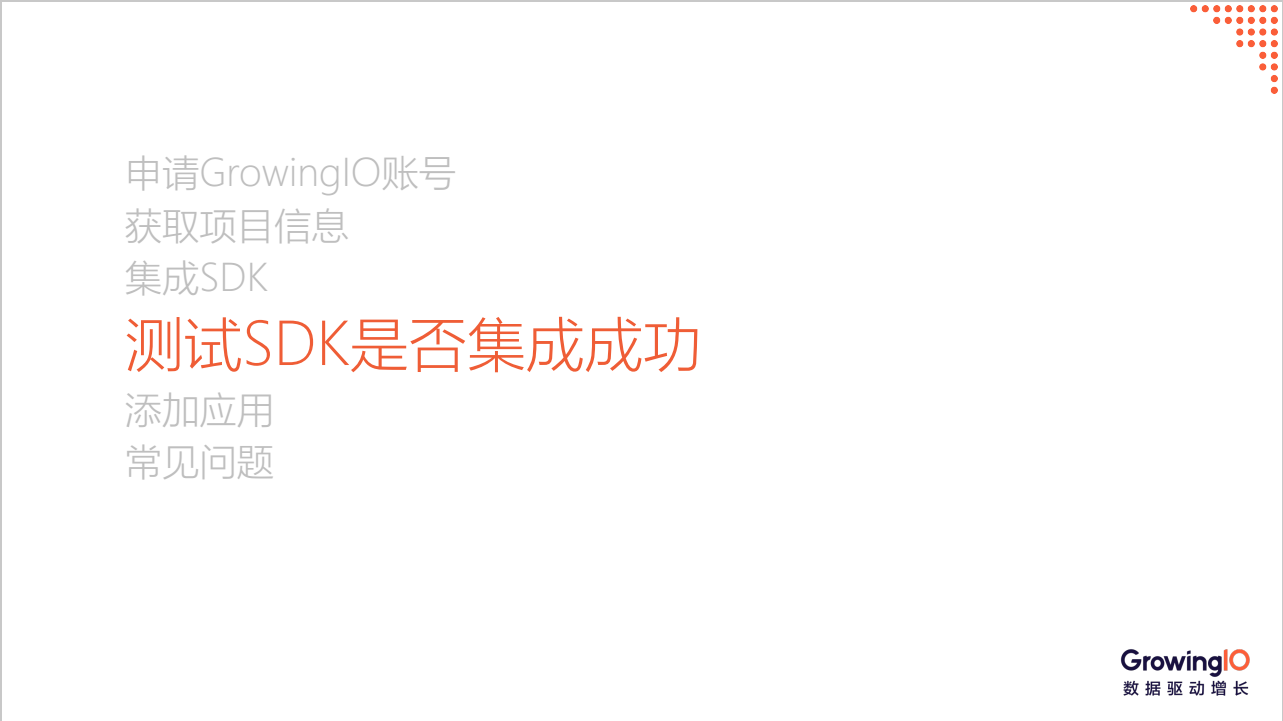 申请GrowingIO账号
获取项目信息
集成SDK
测试SDK是否集成成功
添加应用
常见问题
GrowingIO
数据驱动增长